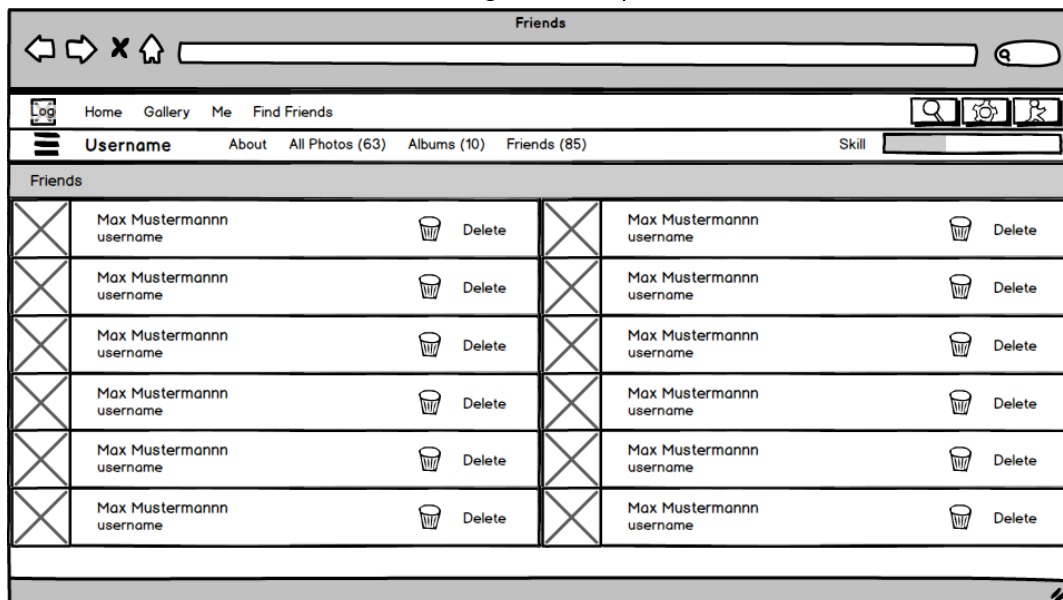 Friends
Log
Home Gallery Me Find Friends
Username About All Photos (63) Albums (10) Friends (85) Skill
Friends
Max Mustermannn Delete Max Mustermannn Delete
username username
Max Mustermannn Delete Max Mustermannn Delete
username username
Max Mustermannn Delete Max Mustermannn Delete
username username
Max Mustermannn Delete Max Mustermannn Delete
username username
Max Mustermannn Delete Max Mustermannn Delete
username username
Max Mustermannn Delete Max Mustermannn Delete
username username